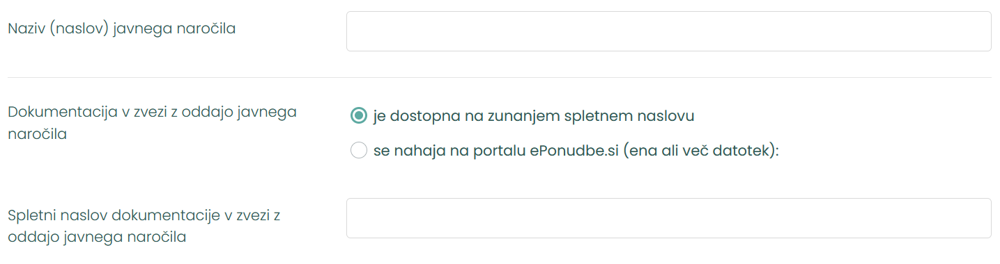 Naziv (naslov) javnega naročila
Dokumentacija v zvezi z oddajo javnega
naročila
je dostopna na zunanjem spletnem naslovu
se nahaja na portalu ePonudbe.si (ena ali več datotek):
Spletni naslov dokumentacije v zvezi z
oddajo javnega naročila